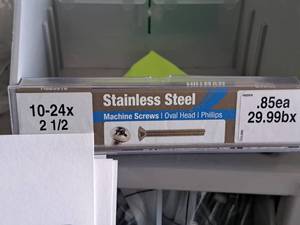 10-24x
2 1/2
Stainless Steel
Machine Screws | Oval Head | Phillips
.85ea
29.99bx